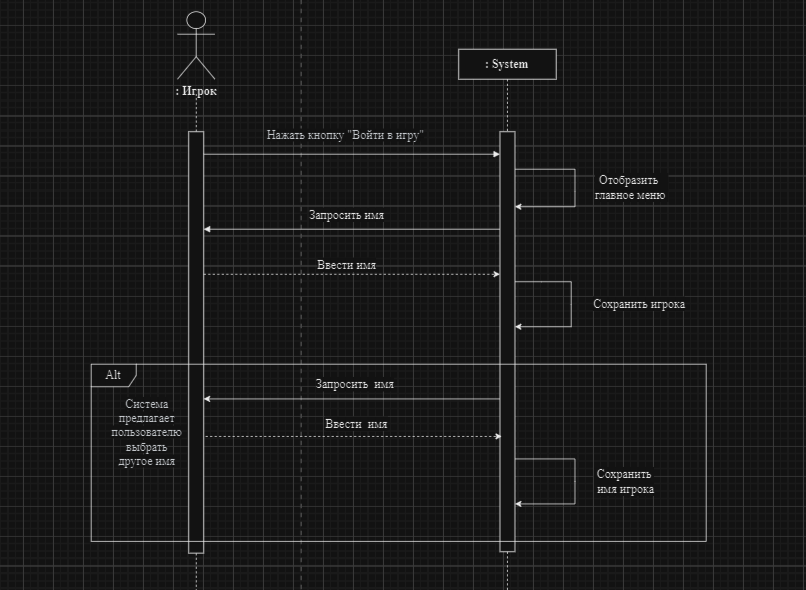 : Игрок
: System
Нажать кнопку "Войти в игру"
Отобразить
главное меню
Запросить имя
Ввести имя
Сохранить игрока
Alt
Запросить имя
Система
предлагает
пользователю
выбрать
другое имя
Ввести имя
Сохранить
имя игрока